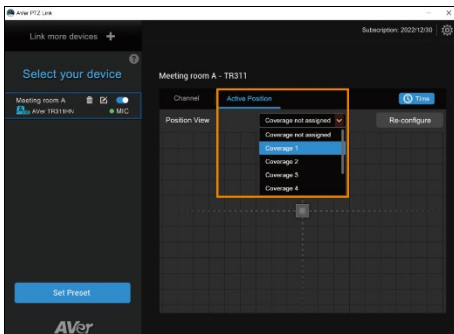 AVer PTZ Link
Link more devices +
Subscription: 2022/12/30
Select your device
?
Meeting room A - TR311
Meeting room A
AVer TR311HN
MIC
Channel
Active Position
Time
Position View
Coverage not assigned
Re-configure
Coverage not assigned
Coverage 1
Coverage 2
Coverage 3
Coverage 4
Set Preset
AVer